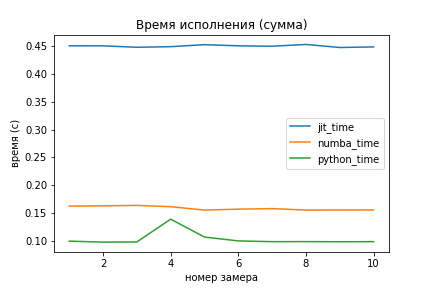 Время исполнения (сумма)
время (с)
0.45
0.40
0.35
0.30
0.25
0.20
0.15
0.10
jit_time
numba_time
python_time
2
4
6
8
10
номер замера